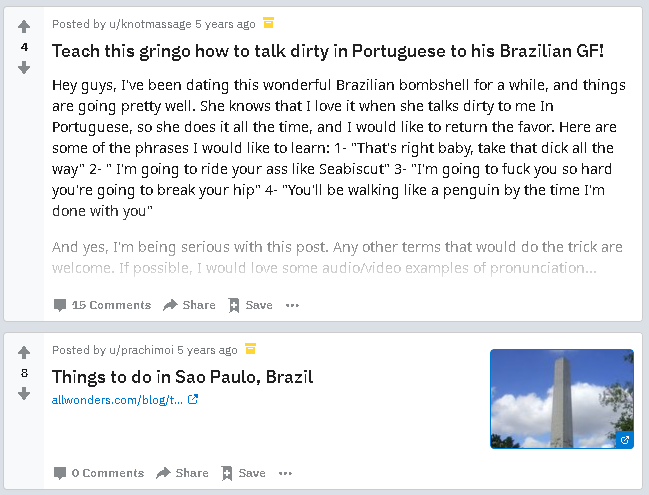 Posted by u/knotmassage 5 years ago
4
Teach this gringo how to talk dirty in Portuguese to his Brazilian GF!
Hey guys, I've been dating this wonderful Brazilian bombshell for a while, and things
are going pretty well. She knows that I love it when she talks dirty to me In
Portuguese, so she does it all the time, and I would like to return the favor. Here are
some of the phrases I would like to learn: 1- "That's right baby, take that dick all the
way" 2- " I'm going to ride your ass like Seabiscut" 3- "I'm going to fuck you so hard
you're going to break your hip" 4- "You'll be walking like a penguin by the time I'm
done with you"
And yes, I'm being serious with this post. Any other terms that would do the trick are
welcome. If possible, I would love some audio/video examples of pronunciation...
15 Comments Share Save
Posted by u/prachimoi 5 years ago
8
Things to do in Sao Paulo, Brazil
allwonders.com/blog/t...
0 Comments Share Save